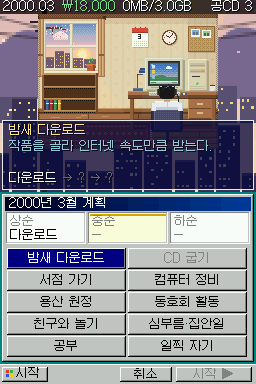 2000.03 ₩18,000 0MB/3.0GB 공CD 3
3
밤새 다운로드
작품을 골라 인터넷 속도만큼 받는다.
다운로드 → ? → ?
2000년 3월 계획
상순 중순 하순
다운로드 — —
밤새 다운로드 CD 굽기
서점 가기 컴퓨터 정비
용산 원정 동호회 활동
친구와 놀기 심부름·집안일
공부 일찍 자기
시작 취소 시작 ▶